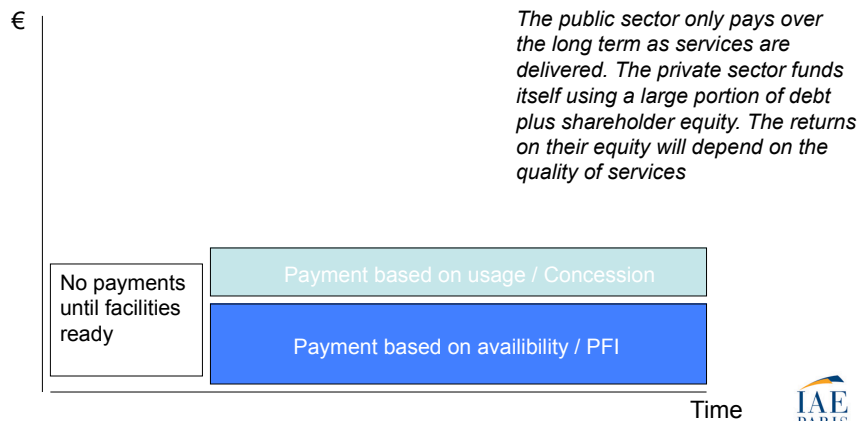 €
The public sector only pays over
the long term as services are
delivered. The private sector funds
itself using a large portion of debt
plus shareholder equity. The returns
on their equity will depend on the
quality of services
No payments
until facilities
ready
Payment based on usage / Concession
Payment based on availibility / PFI
Time
IAE
PARIS